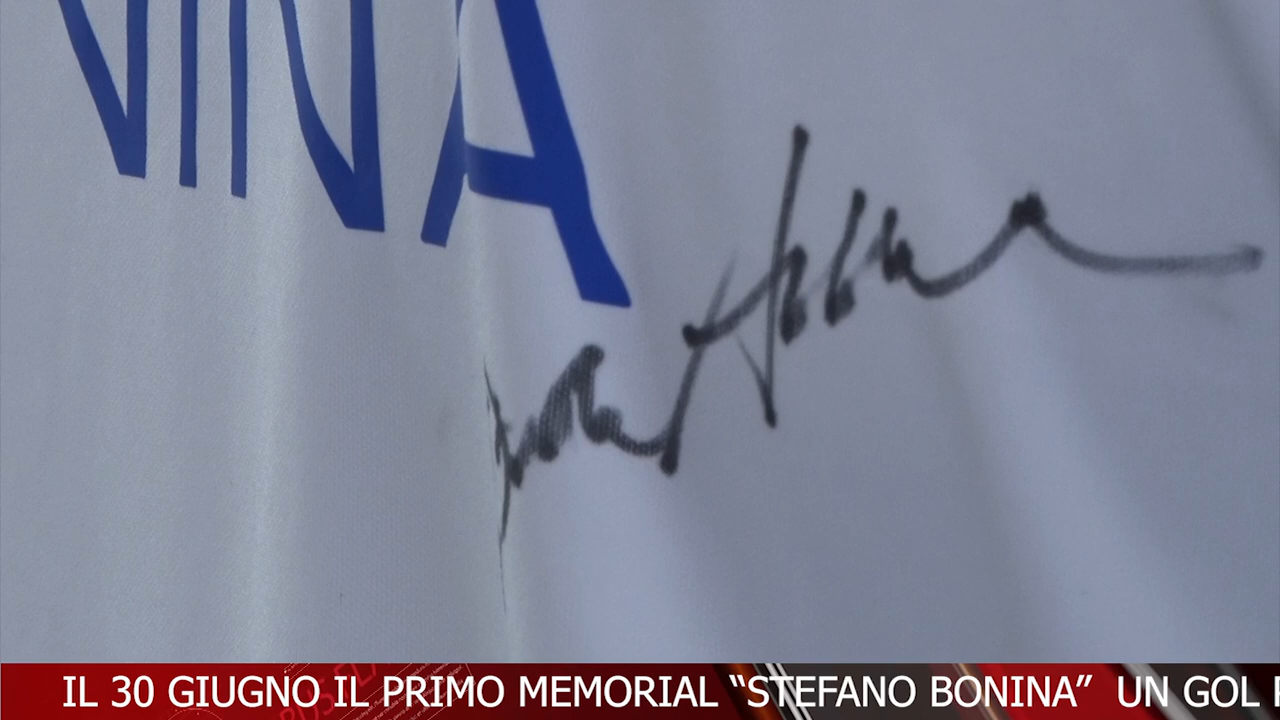 NINA
IL 30 GIUGNO IL PRIMO MEMORIAL “STEFANO BONINA” UN GOL